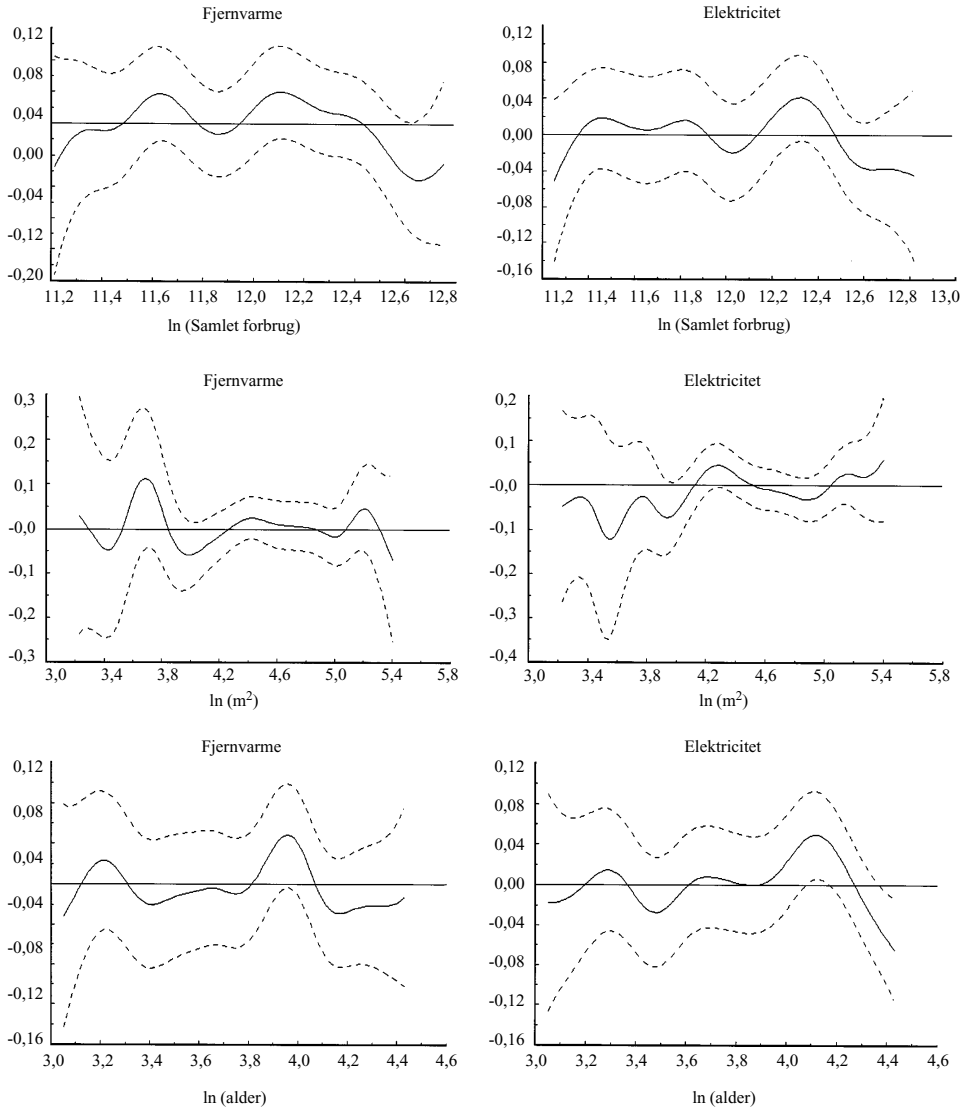 Fjernvarme
0,12
0,08
0,04
0,00
-0,04
-0,12
-0,20
11,2 11,4 11,6 12,0 12,2 12,4 12,6 12,8
ln (Samlet forbrug)
Elektricitet
0,12
0,08
0,04
0,00
-0,04
-0,08
-0,12
-0,16
11,2 11,4 11,6 11,8 12,0 12,2 12,4 12,6 12,8 13,0
ln (Samlet forbrug)
Fjernvarme
0,3
0,2
0,1
-0,0
-0,1
-0,2
-0,3
3,0 3,4 3,8 4,2 4,6 5,0 5,4 5,8
ln (m²)
Elektricitet
0,2
0,1
-0,0
-0,1
-0,2
-0,3
-0,4
3,0 3,4 3,8 4,2 4,6 5,0 5,4 5,8
ln (m²)
Fjernvarme
0,12
0,08
0,04
-0,04
-0,08
-0,12
-0,16
3,0 3,2 3,4 3,6 3,8 4,0 4,2 4,4 4,6
ln (alder)
Elektricitet
0,12
0,08
0,04
0,00
-0,04
-0,08
-0,12
-0,16
3,0 3,2 3,4 3,6 3,8 4,0 4,2 4,4 4,6
ln (alder)